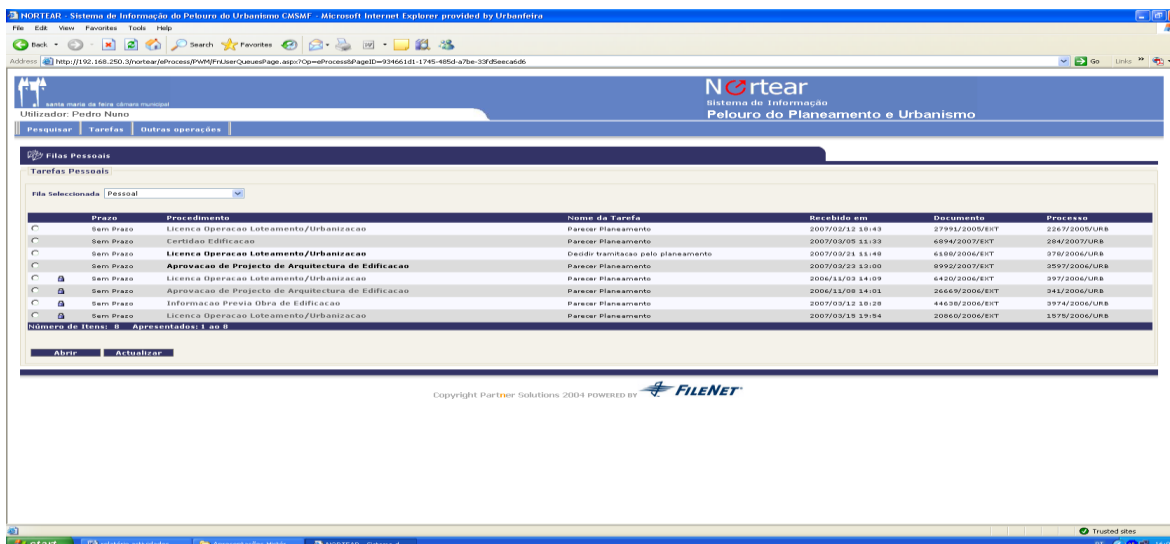 NORTEAR - Sistema de Informação do Pelouro do Urbanismo CMSMF - Microsoft Internet Explorer provided by Urbanfeira
File Edit View Favorites Tools Help
Back Search Favorites
Address http://192.168.250.3/nortear/eProcess/PWM/FnUserQueuesPage.aspx?Op=eProcess&PageID=934661d1-1745-485d-a7be-33fd5eeca6d6 Go Links
santa maria da feira câmara municipal
Nortear
Sistema de Informação
Pelouro do Planeamento e Urbanismo
Utilizador: Pedro Nuno
Pesquisar Tarefas Outras operações
Filas Pessoais
Tarefas Pessoais
Fila Seleccionada Pessoal
Prazo Procedimento Nome da Tarefa Recebido em Documento Processo
Sem Prazo Licenca Operacao Loteamento/Urbanizacao Parecer Planeamento 2007/02/12 18:43 27991/2005/EXT 2267/2005/URB
Sem Prazo Certidao Edificacao Parecer Planeamento 2007/03/05 11:33 6894/2007/EXT 284/2007/URB
Sem Prazo Licenca Operacao Loteamento/Urbanizacao Decidir tramitacao pelo planeamento 2007/03/21 11:48 6188/2006/EXT 378/2006/URB
Sem Prazo Aprovacao de Projecto de Arquitectura de Edificacao Parecer Planeamento 2007/03/23 13:00 8992/2007/EXT 3597/2006/URB
Sem Prazo Licenca Operacao Loteamento/Urbanizacao Parecer Planeamento 2006/11/03 14:09 6420/2006/EXT 397/2006/URB
Sem Prazo Aprovacao de Projecto de Arquitectura de Edificacao Parecer Planeamento 2006/11/08 14:01 26669/2006/EXT 341/2006/URB
Sem Prazo Informacao Previa Obra de Edificacao Parecer Planeamento 2007/03/12 18:28 44638/2006/EXT 3974/2006/URB
Sem Prazo Licenca Operacao Loteamento/Urbanizacao Parecer Planeamento 2007/03/15 19:54 20860/2006/EXT 1575/2006/URB
Número de Itens: 8 Apresentados: 1 ao 8
Abrir Actualizar
Copyright Partner Solutions 2004 POWERED BY FILENET
Trusted sites
start NORTEAR - Sistema d... PT